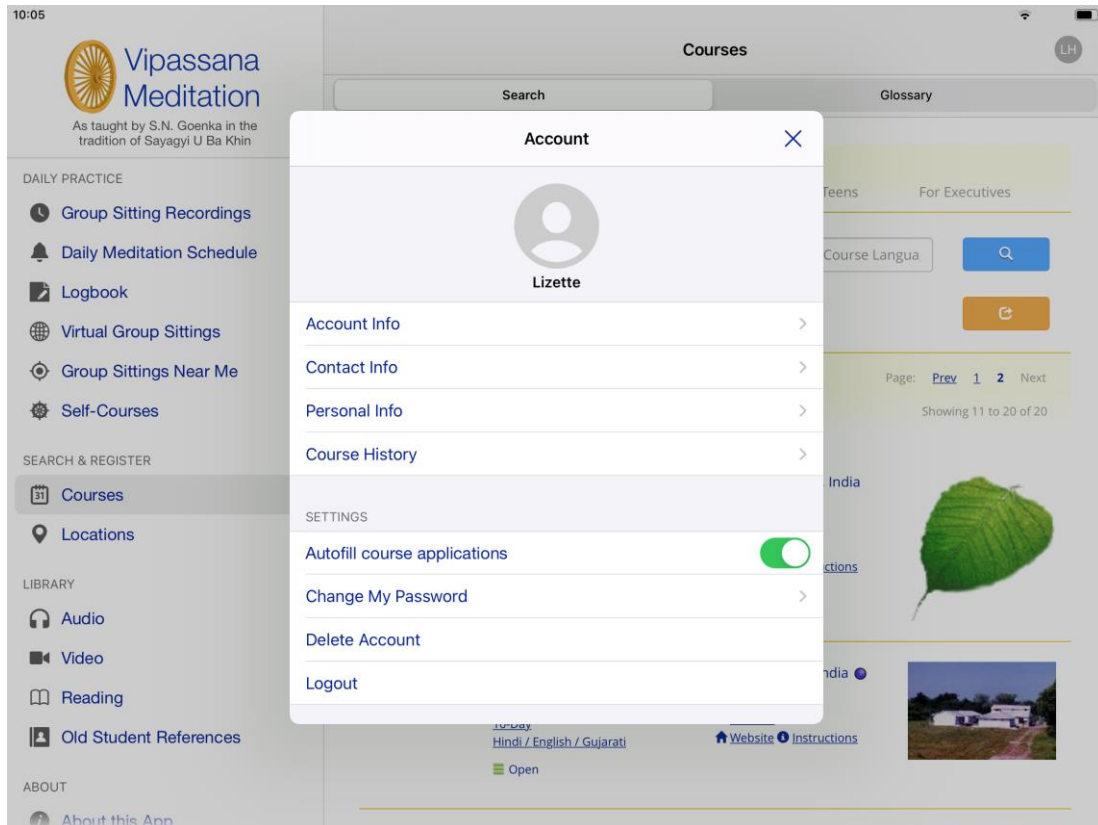 10:05
Vipassana
Meditation
As taught by S.N. Goenka in the
tradition of Sayagyi U Ba Khin
DAILY PRACTICE
Group Sitting Recordings
Daily Meditation Schedule
Logbook
Virtual Group Sittings
Group Sittings Near Me
Self-Courses
SEARCH & REGISTER
31 Courses
Locations
LIBRARY
Audio
Video
Reading
Old Student References
ABOUT
About this App
Courses
LH
Search Glossary
Teens For Executives
Course Langua
Page: Prev 1 2 Next
Showing 11 to 20 of 20
India
ctions
ndia
10-Day
Hindi / English / Gujarati
Website Instructions
Open
Account
Lizette
Account Info
Contact Info
Personal Info
Course History
SETTINGS
Autofill course applications
Change My Password
Delete Account
Logout